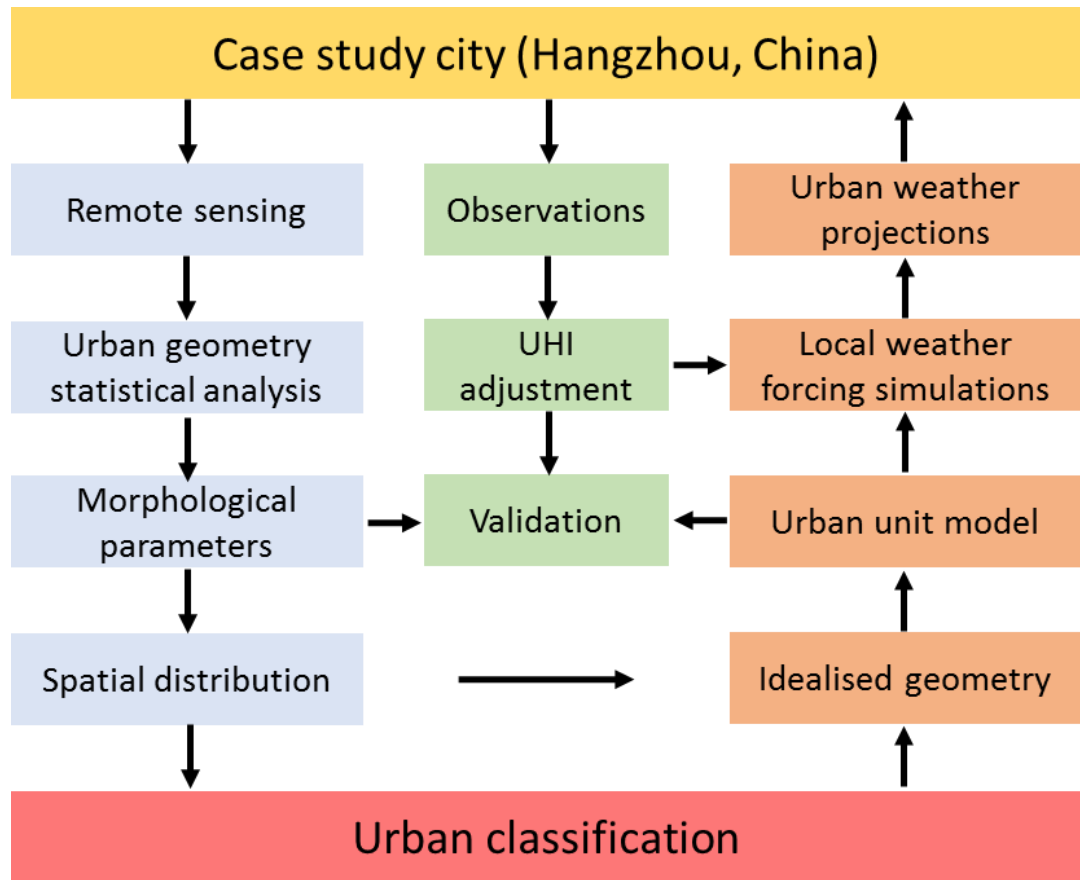 Case study city (Hangzhou, China)
Remote sensing
Observations
Urban weather
projections
Urban geometry
statistical analysis
UHI
adjustment
Local weather
forcing simulations
Morphological
parameters
Validation
Urban unit model
Spatial distribution
Idealised geometry
Urban classification